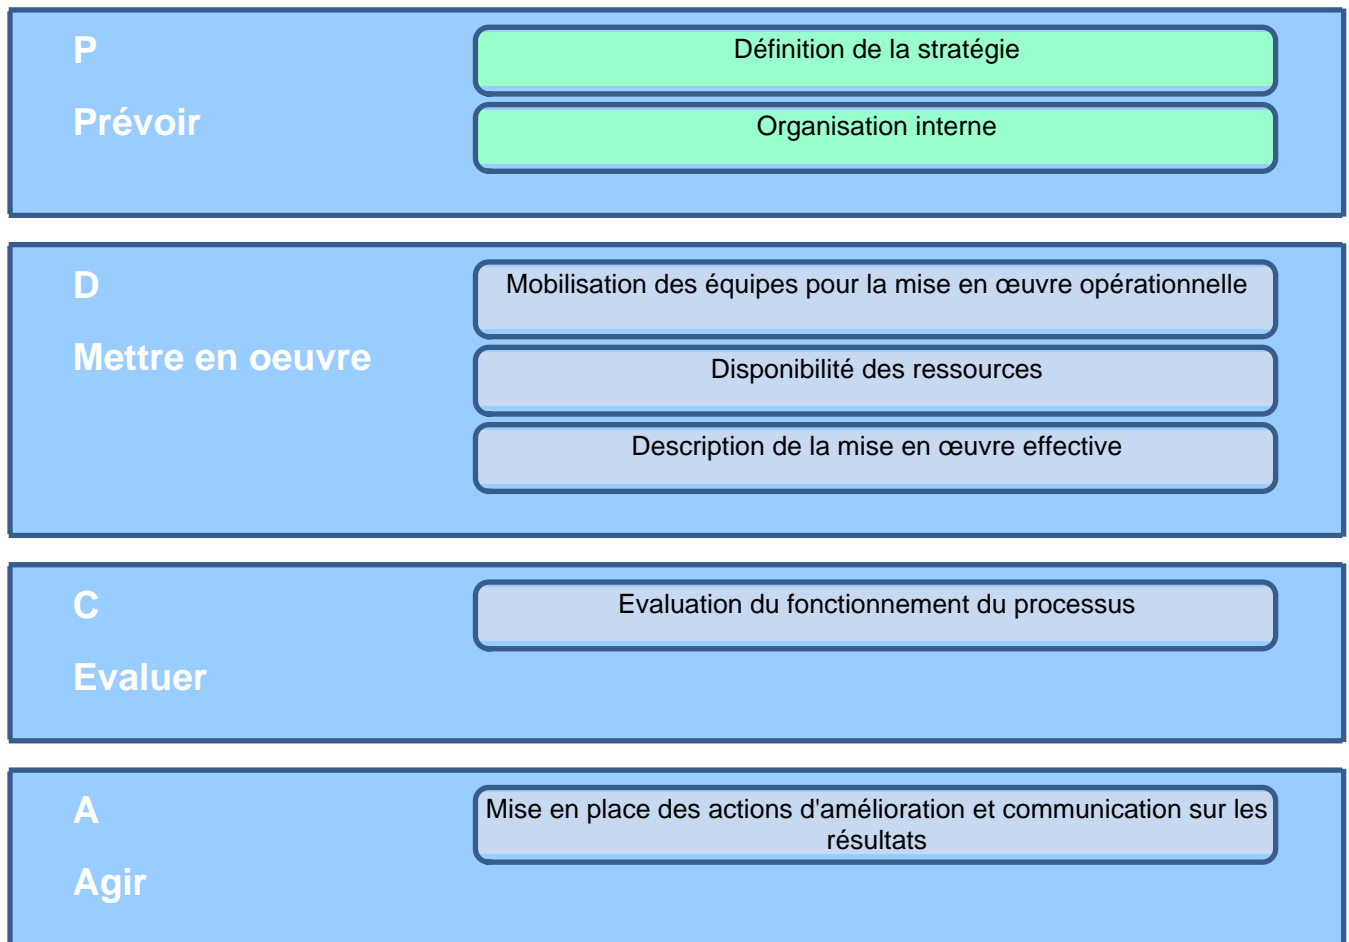 P
Prévoir
Définition de la stratégie
Organisation interne
D
Mettre en oeuvre
Mobilisation des équipes pour la mise en œuvre opérationnelle
Disponibilité des ressources
Description de la mise en œuvre effective
C
Evaluer
Evaluation du fonctionnement du processus
A
Agir
Mise en place des actions d'amélioration et communication sur les
résultats